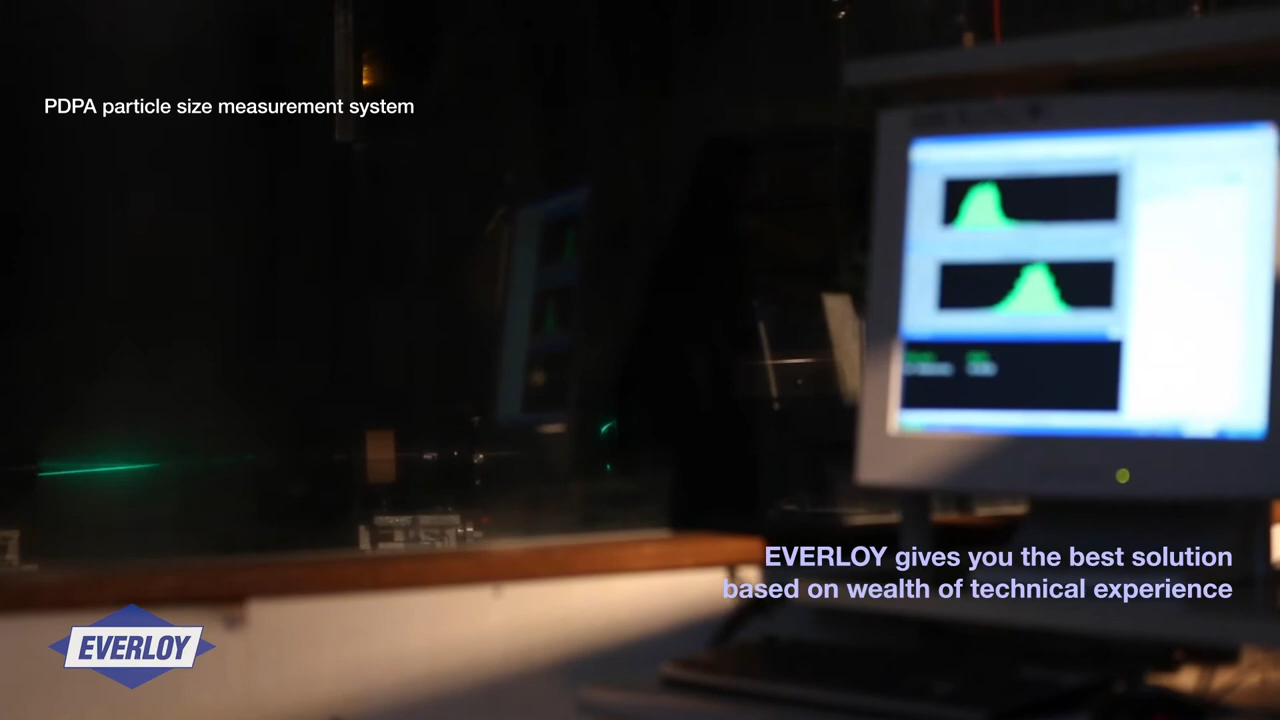 PDPA particle size measurement system
EVERLOY gives you the best solution
based on wealth of technical experience
EVERLOY